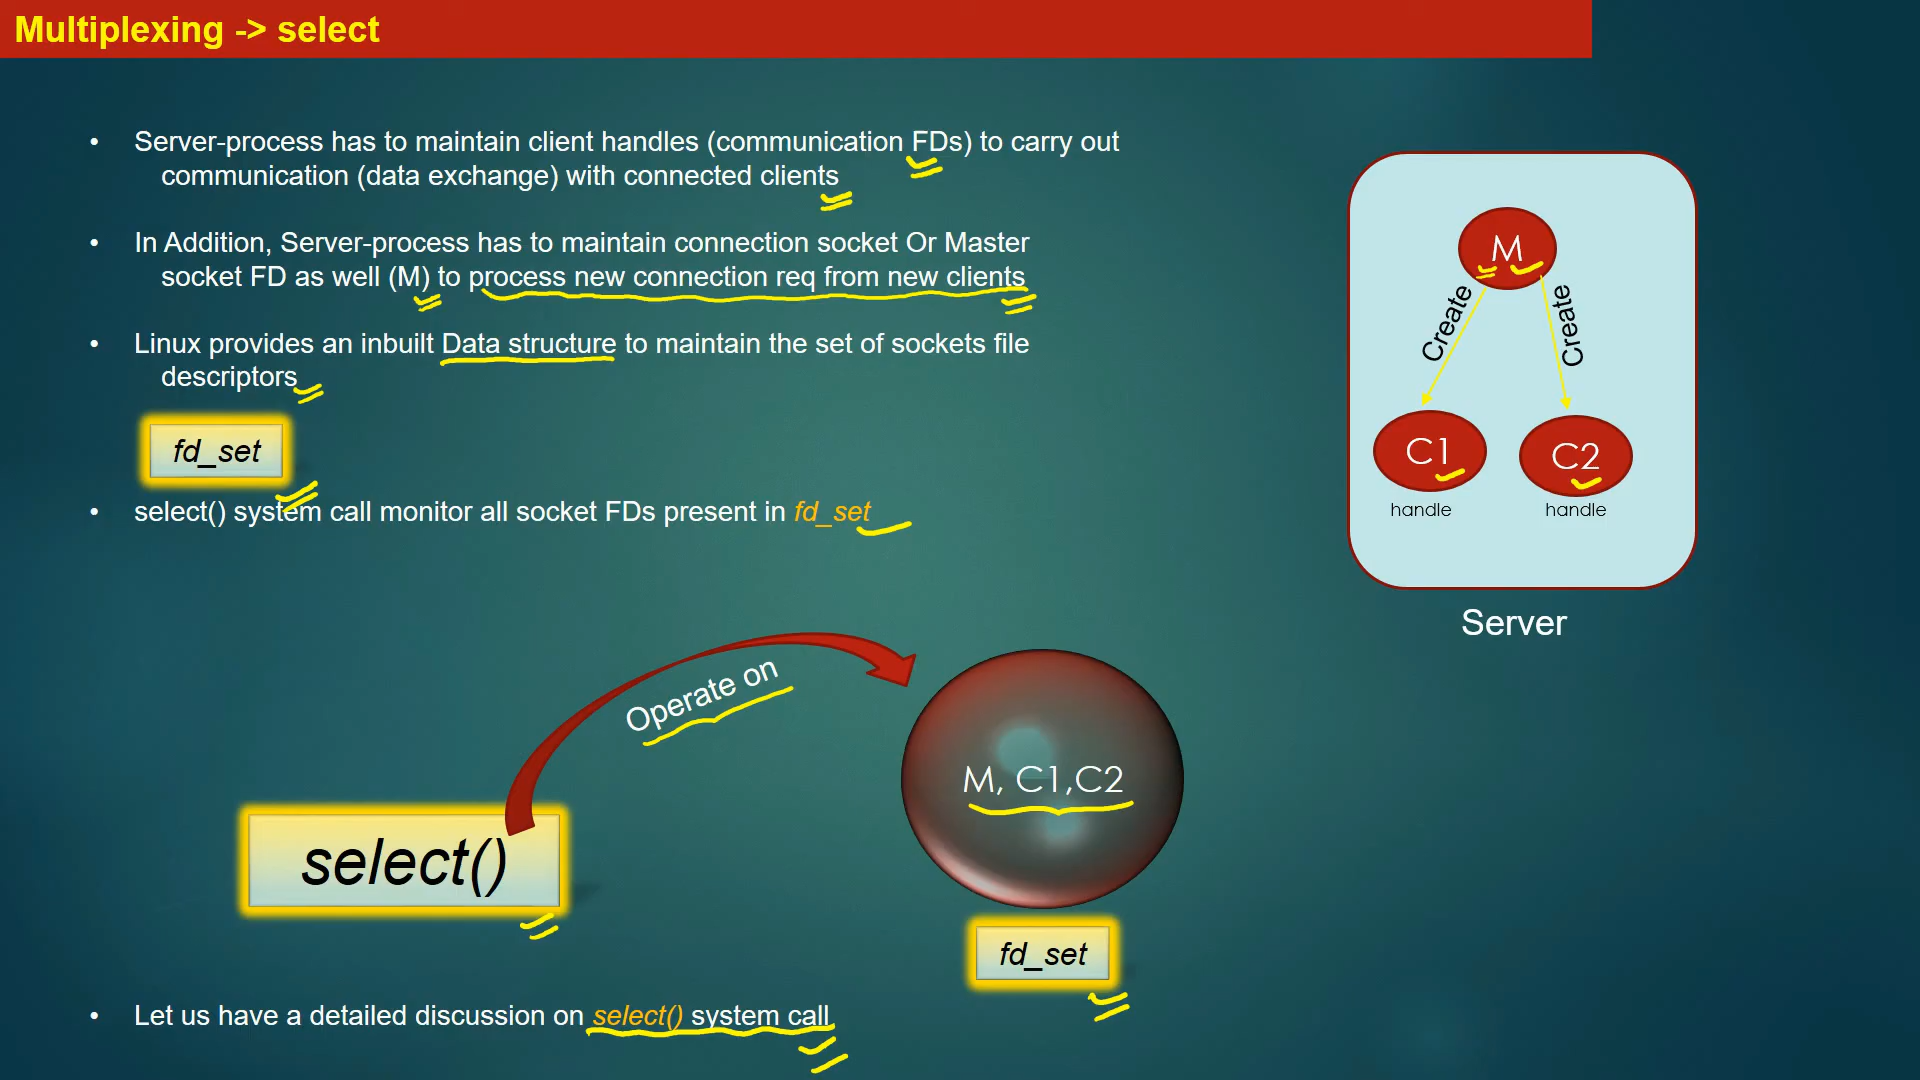 Multiplexing -> select
• Server-process has to maintain client handles (communication FDs) to carry out
communication (data exchange) with connected clients
• In Addition, Server-process has to maintain connection socket Or Master
socket FD as well (M) to process new connection req from new clients
• Linux provides an inbuilt Data structure to maintain the set of sockets file
descriptors
fd_set
• select() system call monitor all socket FDs present in fd_set
M
Create
Create
C1
C2
handle
handle
Server
Operate on
M, C1,C2
select()
fd_set
• Let us have a detailed discussion on select() system call